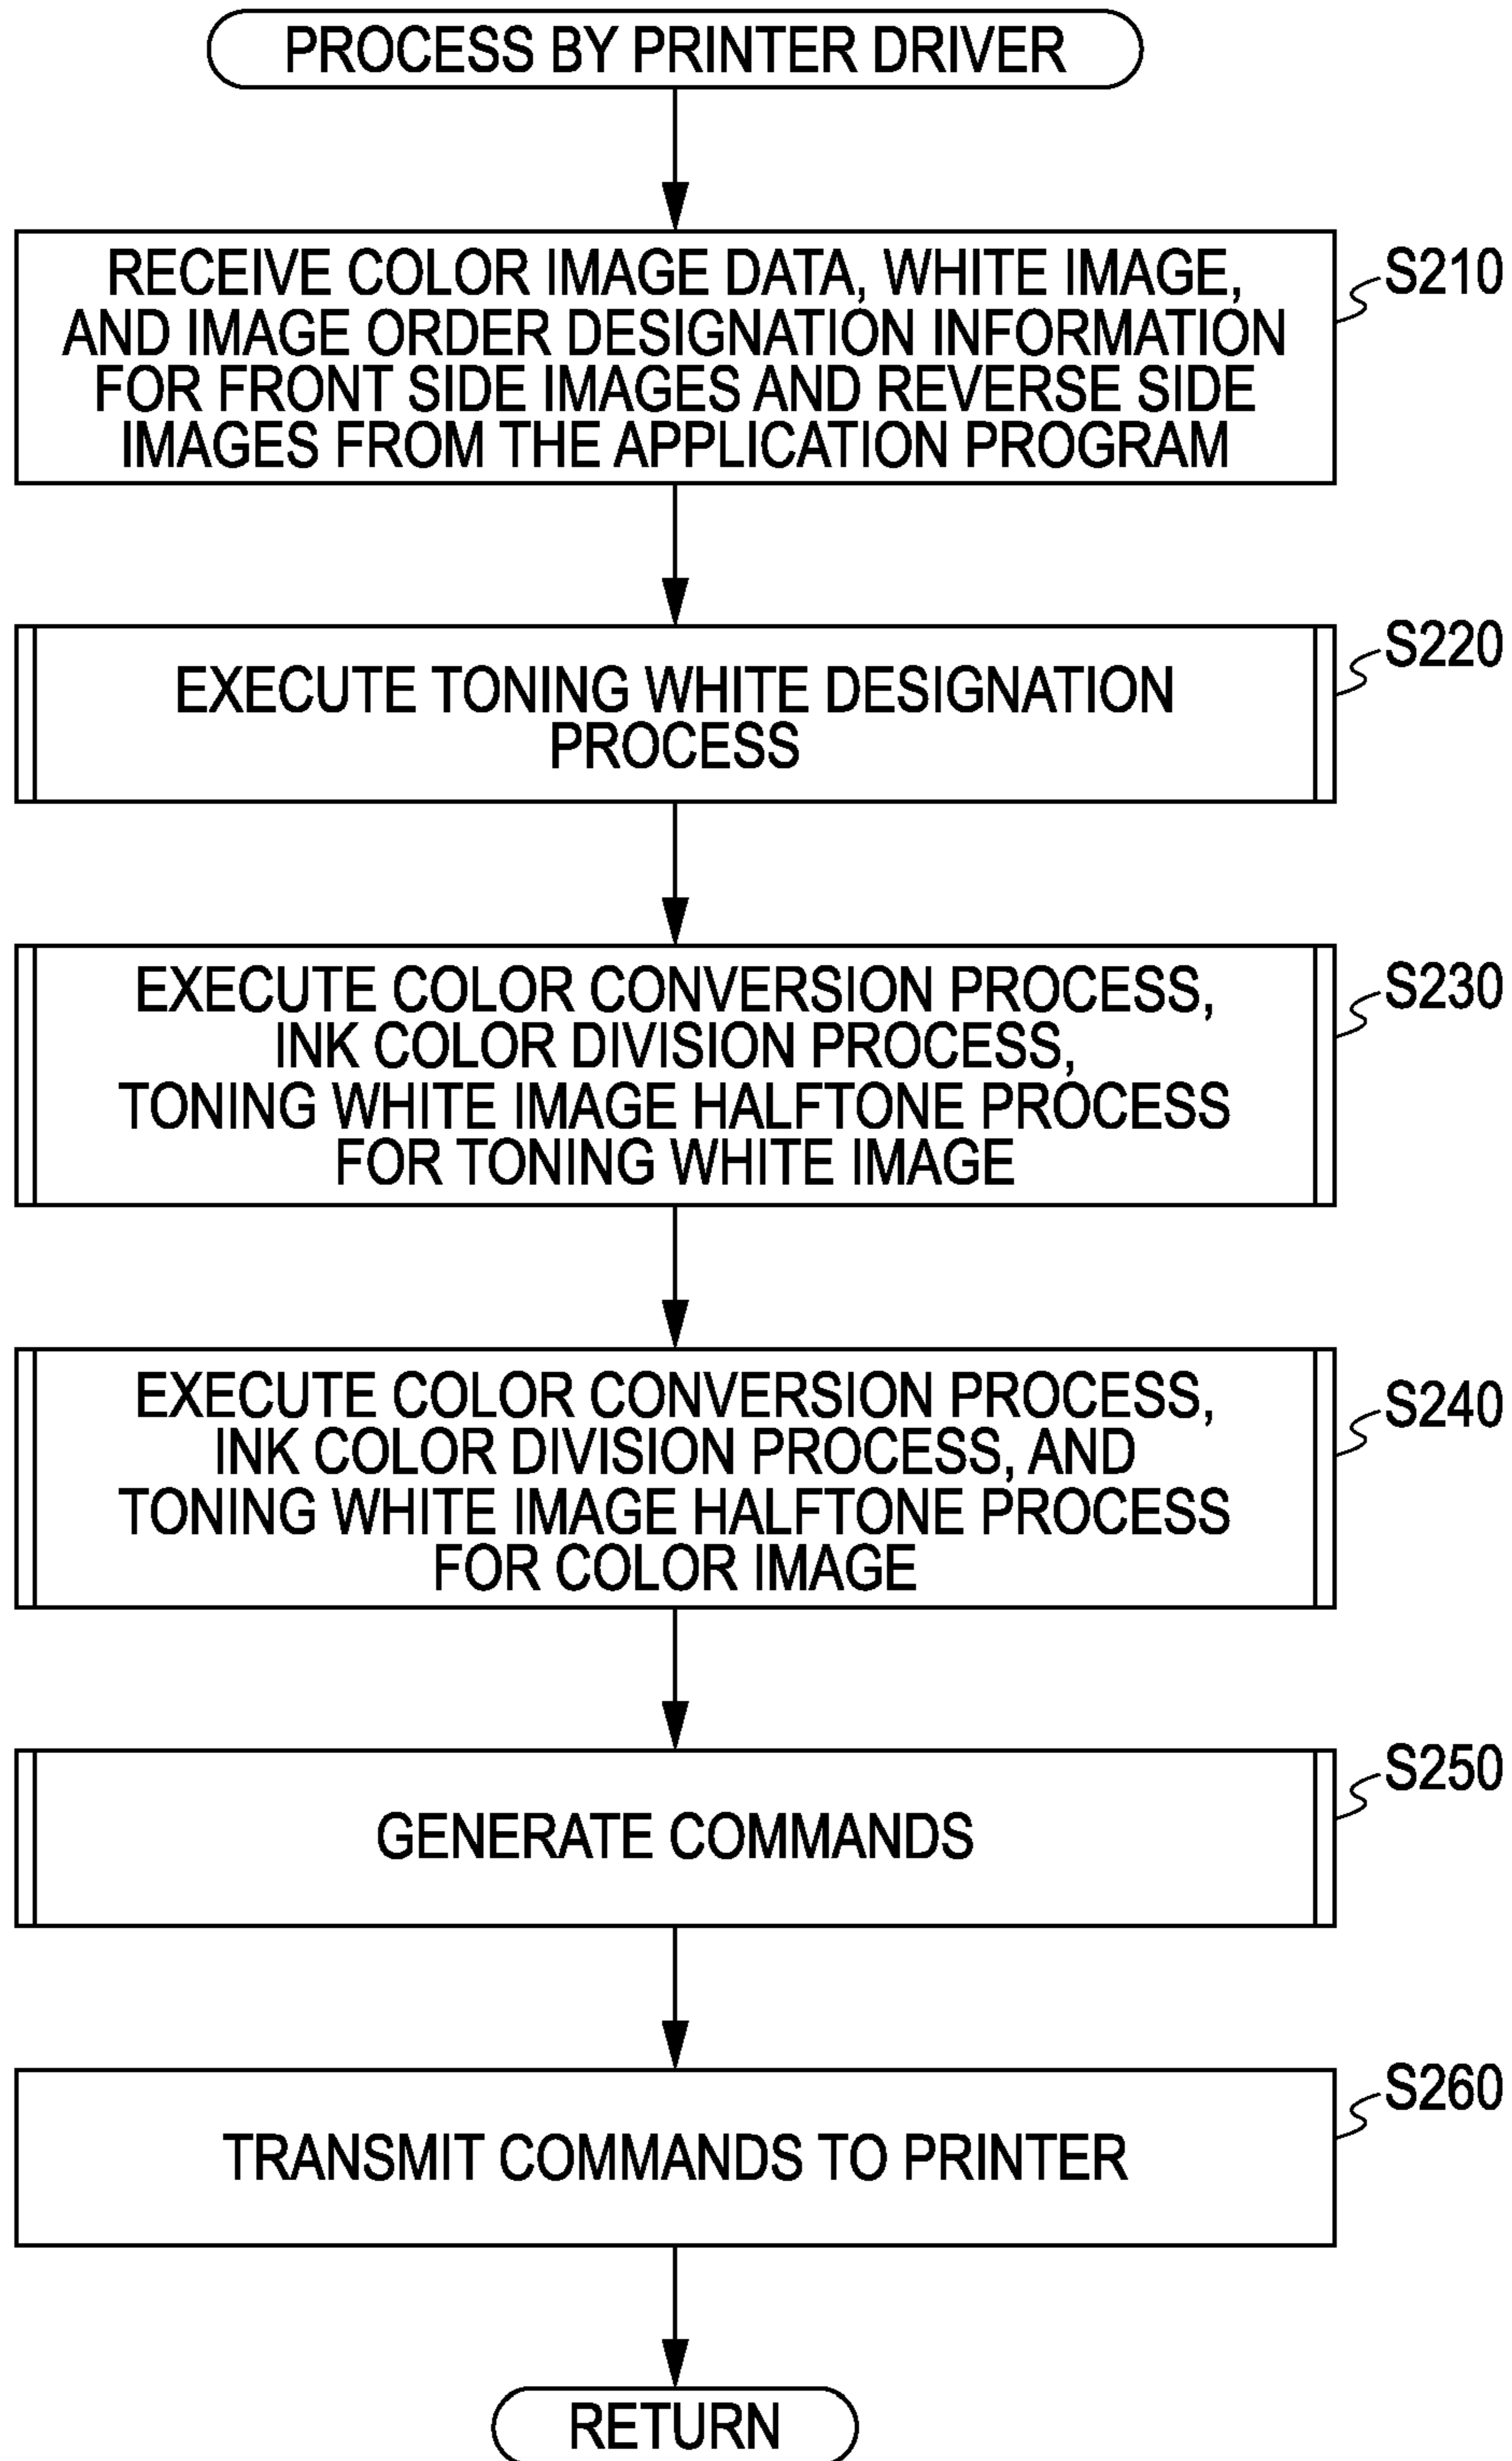 PROCESS BY PRINTER DRIVER
RECEIVE COLOR IMAGE DATA, WHITE IMAGE,
AND IMAGE ORDER DESIGNATION INFORMATION
FOR FRONT SIDE IMAGES AND REVERSE SIDE
IMAGES FROM THE APPLICATION PROGRAM
S210
EXECUTE TONING WHITE DESIGNATION
PROCESS
S220
EXECUTE COLOR CONVERSION PROCESS,
INK COLOR DIVISION PROCESS,
TONING WHITE IMAGE HALFTONE PROCESS
FOR TONING WHITE IMAGE
S230
EXECUTE COLOR CONVERSION PROCESS,
INK COLOR DIVISION PROCESS, AND
TONING WHITE IMAGE HALFTONE PROCESS
FOR COLOR IMAGE
S240
GENERATE COMMANDS
S250
TRANSMIT COMMANDS TO PRINTER
S260
RETURN